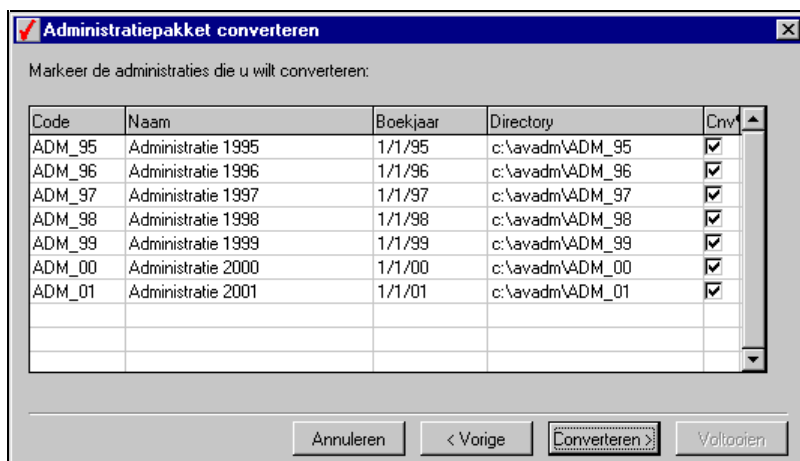 Administratiepakket converteren
Markeer de administraties die u wilt converteren:
Code Naam Boekjaar Directory Cnv
ADM_95 Administratie 1995 1/1/95 c:\avadm\ADM_95
ADM_96 Administratie 1996 1/1/96 c:\avadm\ADM_96
ADM_97 Administratie 1997 1/1/97 c:\avadm\ADM_97
ADM_98 Administratie 1998 1/1/98 c:\avadm\ADM_98
ADM_99 Administratie 1999 1/1/99 c:\avadm\ADM_99
ADM_00 Administratie 2000 1/1/00 c:\avadm\ADM_00
ADM_01 Administratie 2001 1/1/01 c:\avadm\ADM_01
Annuleren < Vorige Converteren > Voltooien